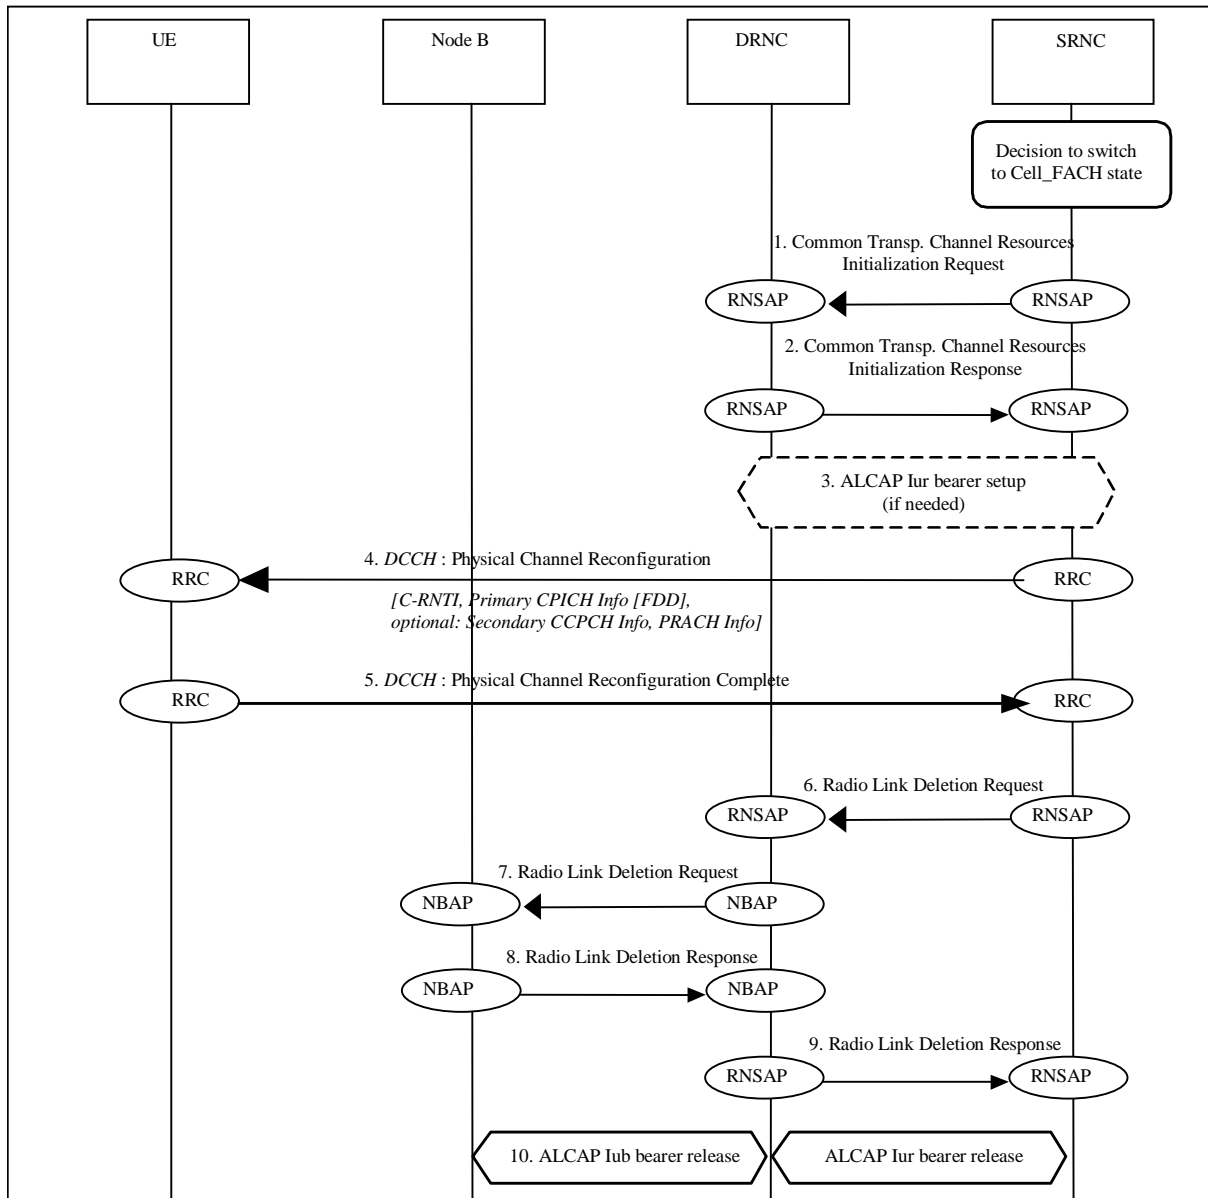 UE
Node B
DRNC
SRNC
Decision to switch
to Cell_FACH state
1. Common Transp. Channel Resources
Initialization Request
RNSAP
RNSAP
2. Common Transp. Channel Resources
Initialization Response
RNSAP
RNSAP
3. ALCAP Iur bearer setup
(if needed)
4. DCCH : Physical Channel Reconfiguration
RRC
RRC
[C-RNTI, Primary CPICH Info [FDD],
optional: Secondary CCPCH Info, PRACH Info]
5. DCCH : Physical Channel Reconfiguration Complete
RRC
RRC
6. Radio Link Deletion Request
RNSAP
RNSAP
7. Radio Link Deletion Request
NBAP
NBAP
8. Radio Link Deletion Response
NBAP
NBAP
9. Radio Link Deletion Response
RNSAP
RNSAP
10. ALCAP Iub bearer release
ALCAP Iur bearer release